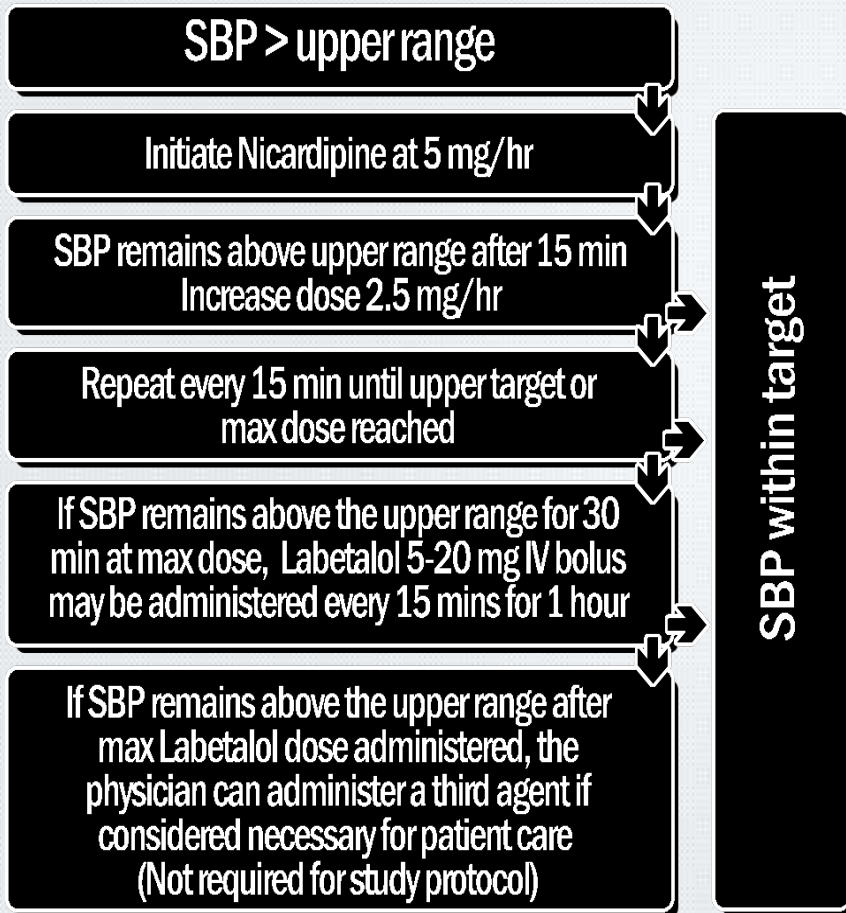 SBP > upper range
Initiate Nicardipine at 5 mg/hr
SBP remains above upper range after 15 min
Increase dose 2.5 mg/hr
Repeat every 15 min until upper target or
max dose reached
If SBP remains above the upper range for 30
min at max dose, Labetalol 5-20 mg IV bolus
may be administered every 15 mins for 1 hour
If SBP remains above the upper range after
max Labetalol dose administered, the
physician can administer a third agent if
considered necessary for patient care
(Not required for study protocol)
SBP within target